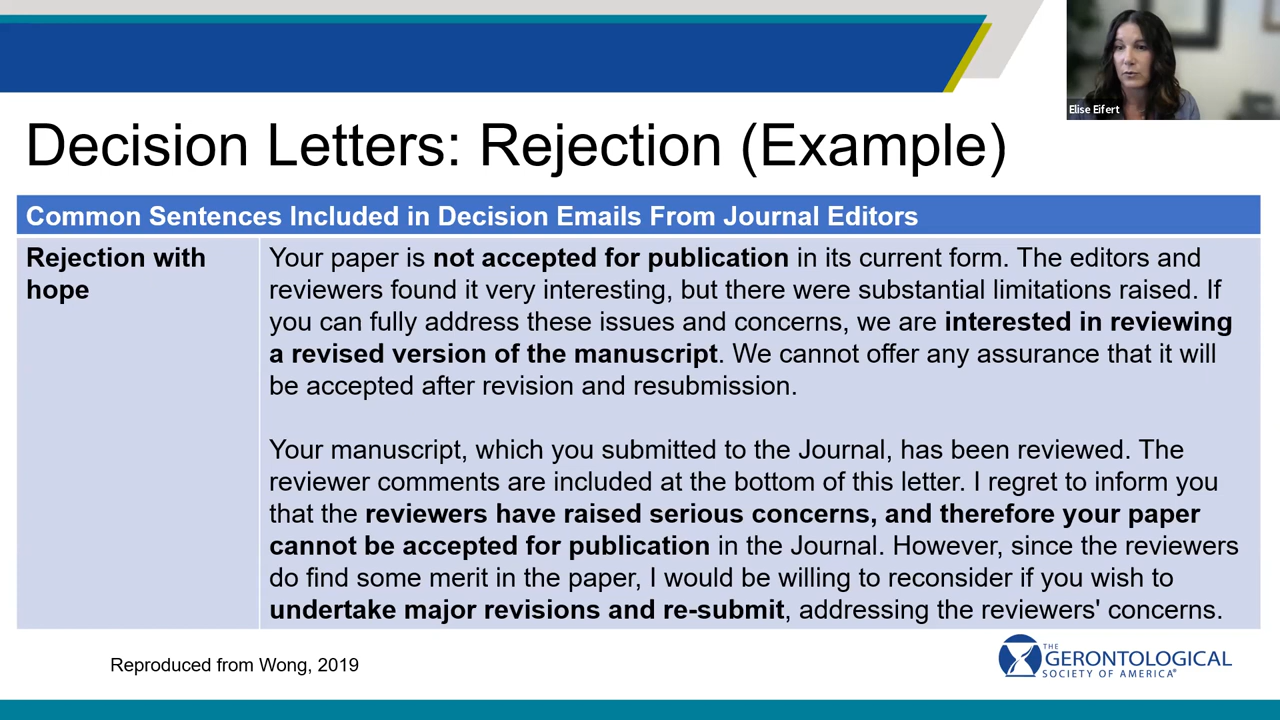 Elise Eifert
Decision Letters: Rejection (Example)
Common Sentences Included in Decision Emails From Journal Editors
Rejection with
hope
Your paper is not accepted for publication in its current form. The editors and
reviewers found it very interesting, but there were substantial limitations raised. If
you can fully address these issues and concerns, we are interested in reviewing
a revised version of the manuscript. We cannot offer any assurance that it will
be accepted after revision and resubmission.
Your manuscript, which you submitted to the Journal, has been reviewed. The
reviewer comments are included at the bottom of this letter. I regret to inform you
that the reviewers have raised serious concerns, and therefore your paper
cannot be accepted for publication in the Journal. However, since the reviewers
do find some merit in the paper, I would be willing to reconsider if you wish to
undertake major revisions and re-submit, addressing the reviewers' concerns.
Reproduced from Wong, 2019
THE
GERONTOLOGICAL
SOCIETY OF AMERICA®